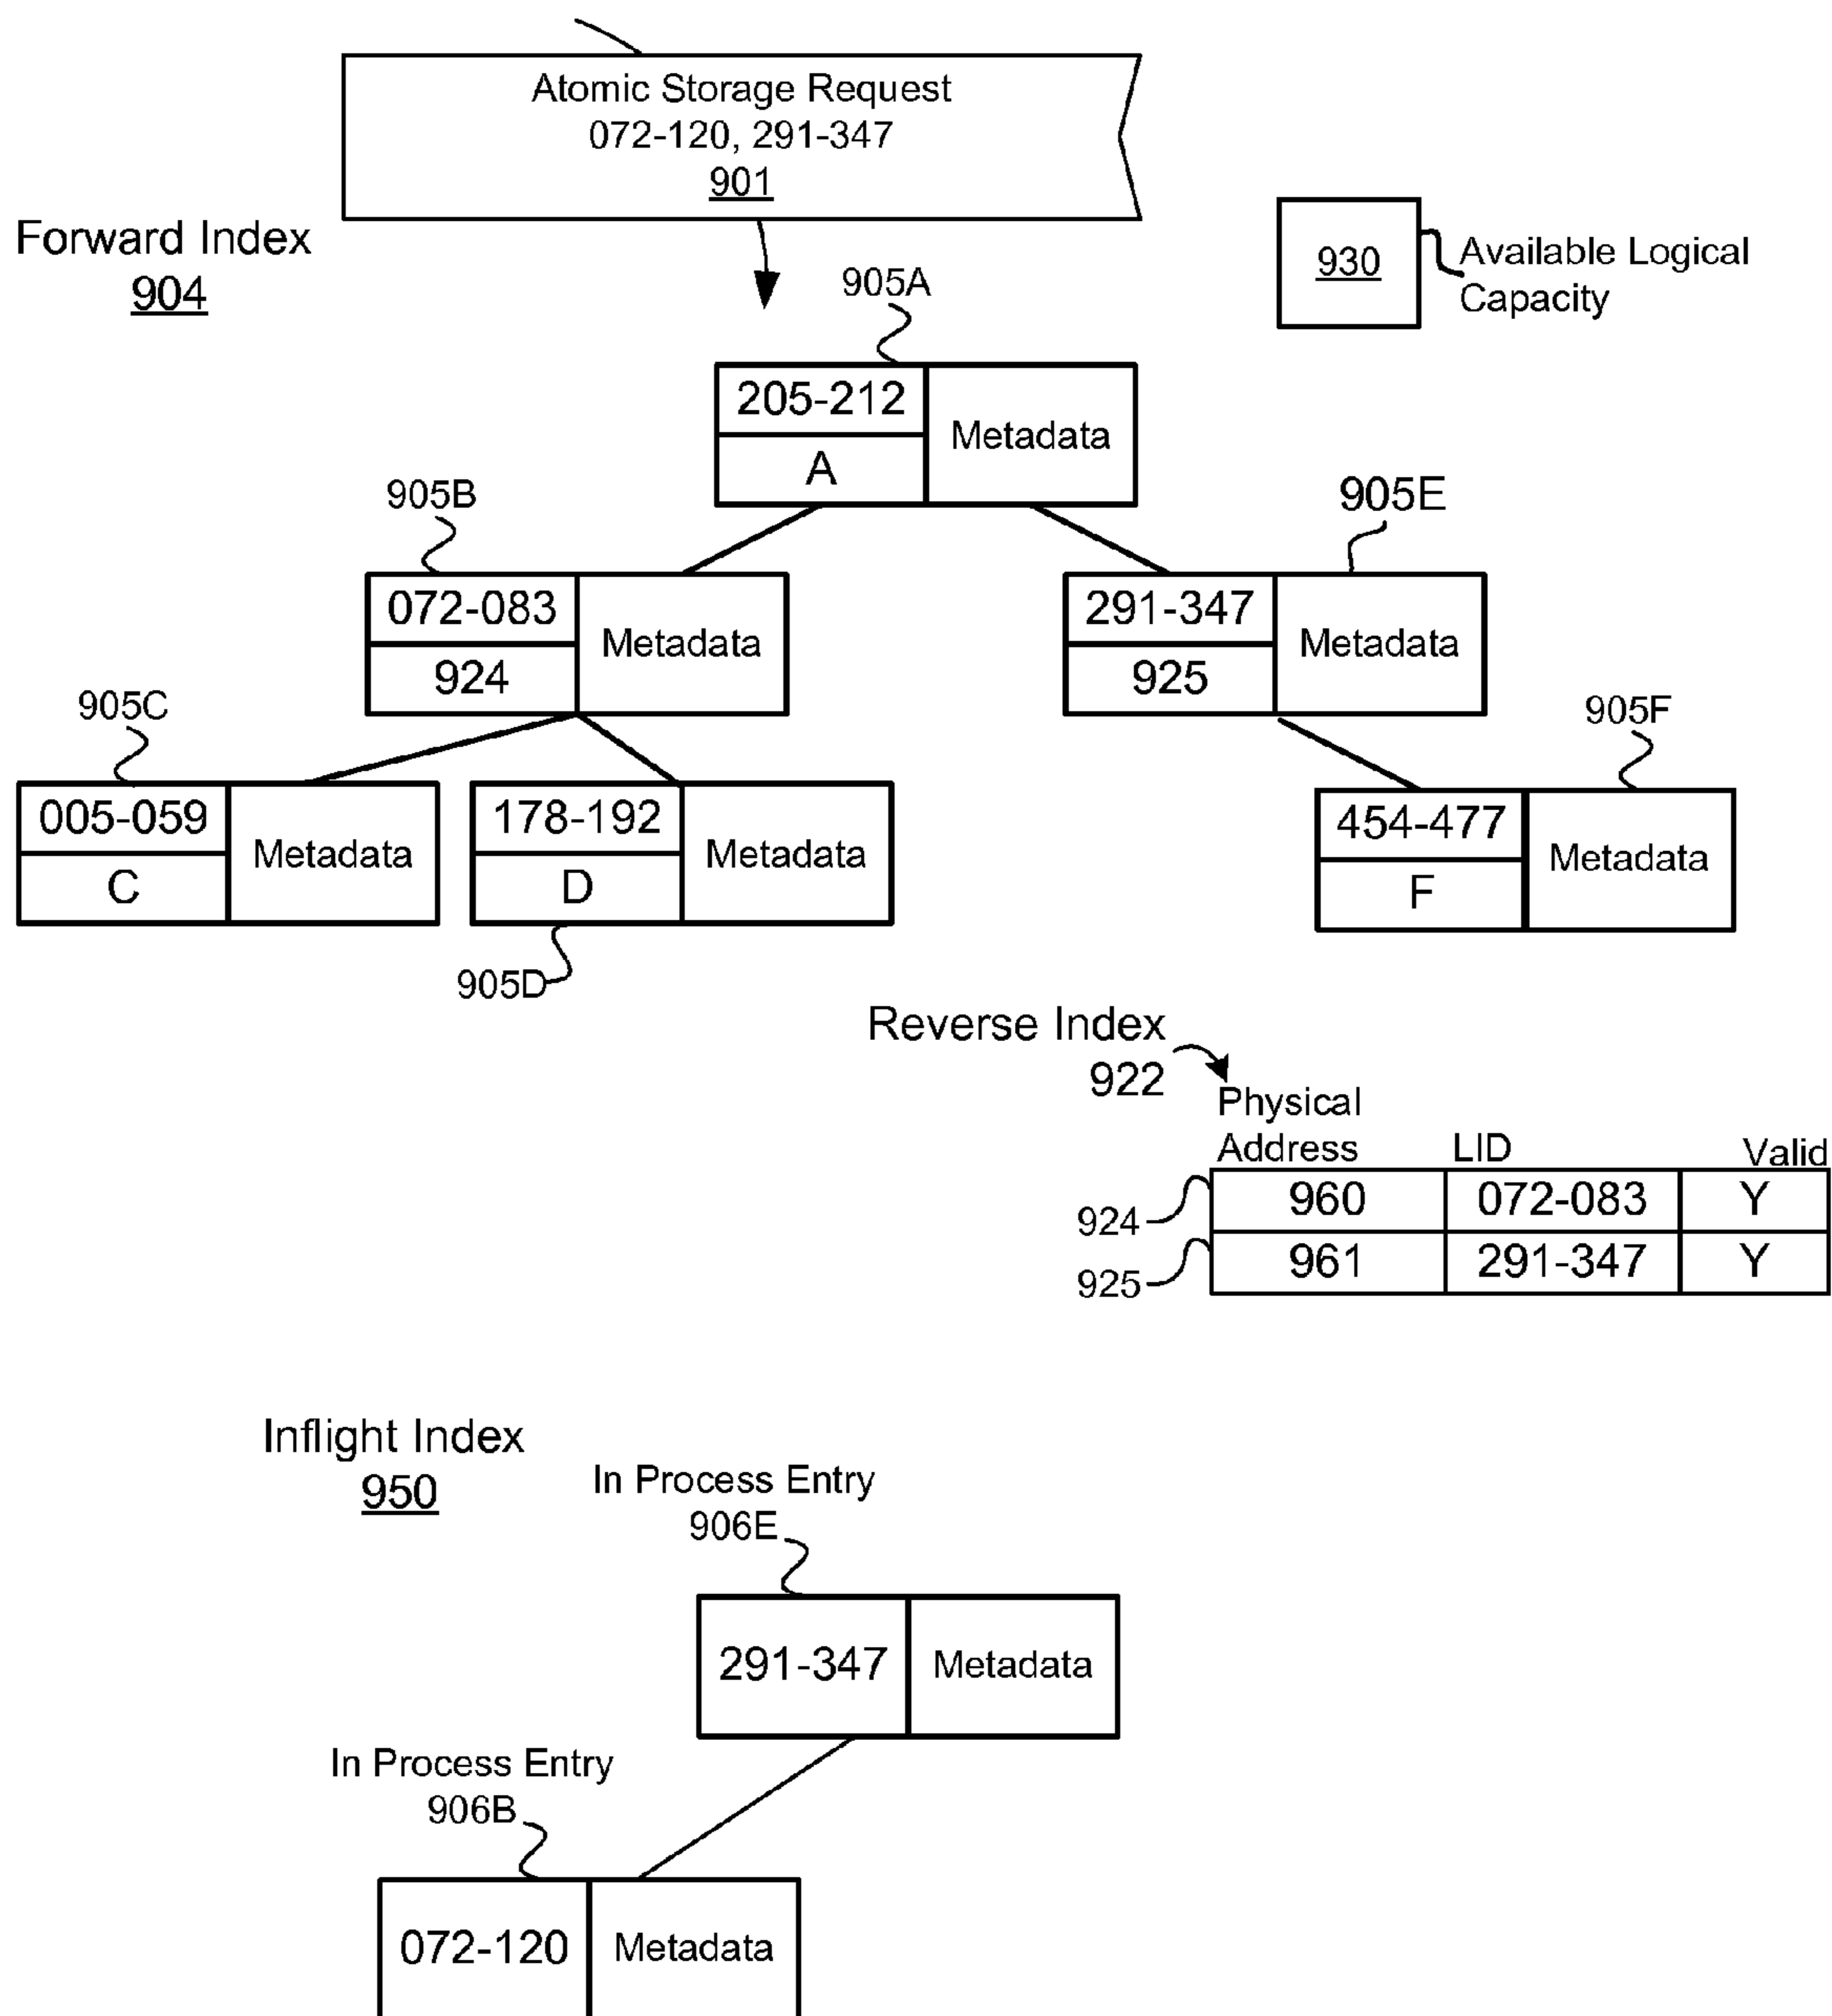 Atomic Storage Request
072-120, 291-347
901
Forward Index
904
930
Available Logical
Capacity
905A
205-212
Metadata
A
905B
072-083
Metadata
924
905E
291-347
Metadata
925
905C
005-059
Metadata
C
178-192
Metadata
D
905D
905F
454-477
Metadata
F
Reverse Index
922
Physical
Address LID Valid
924 960 072-083 Y
925 961 291-347 Y
Inflight Index
950
In Process Entry
906E
291-347 Metadata
In Process Entry
906B
072-120 Metadata